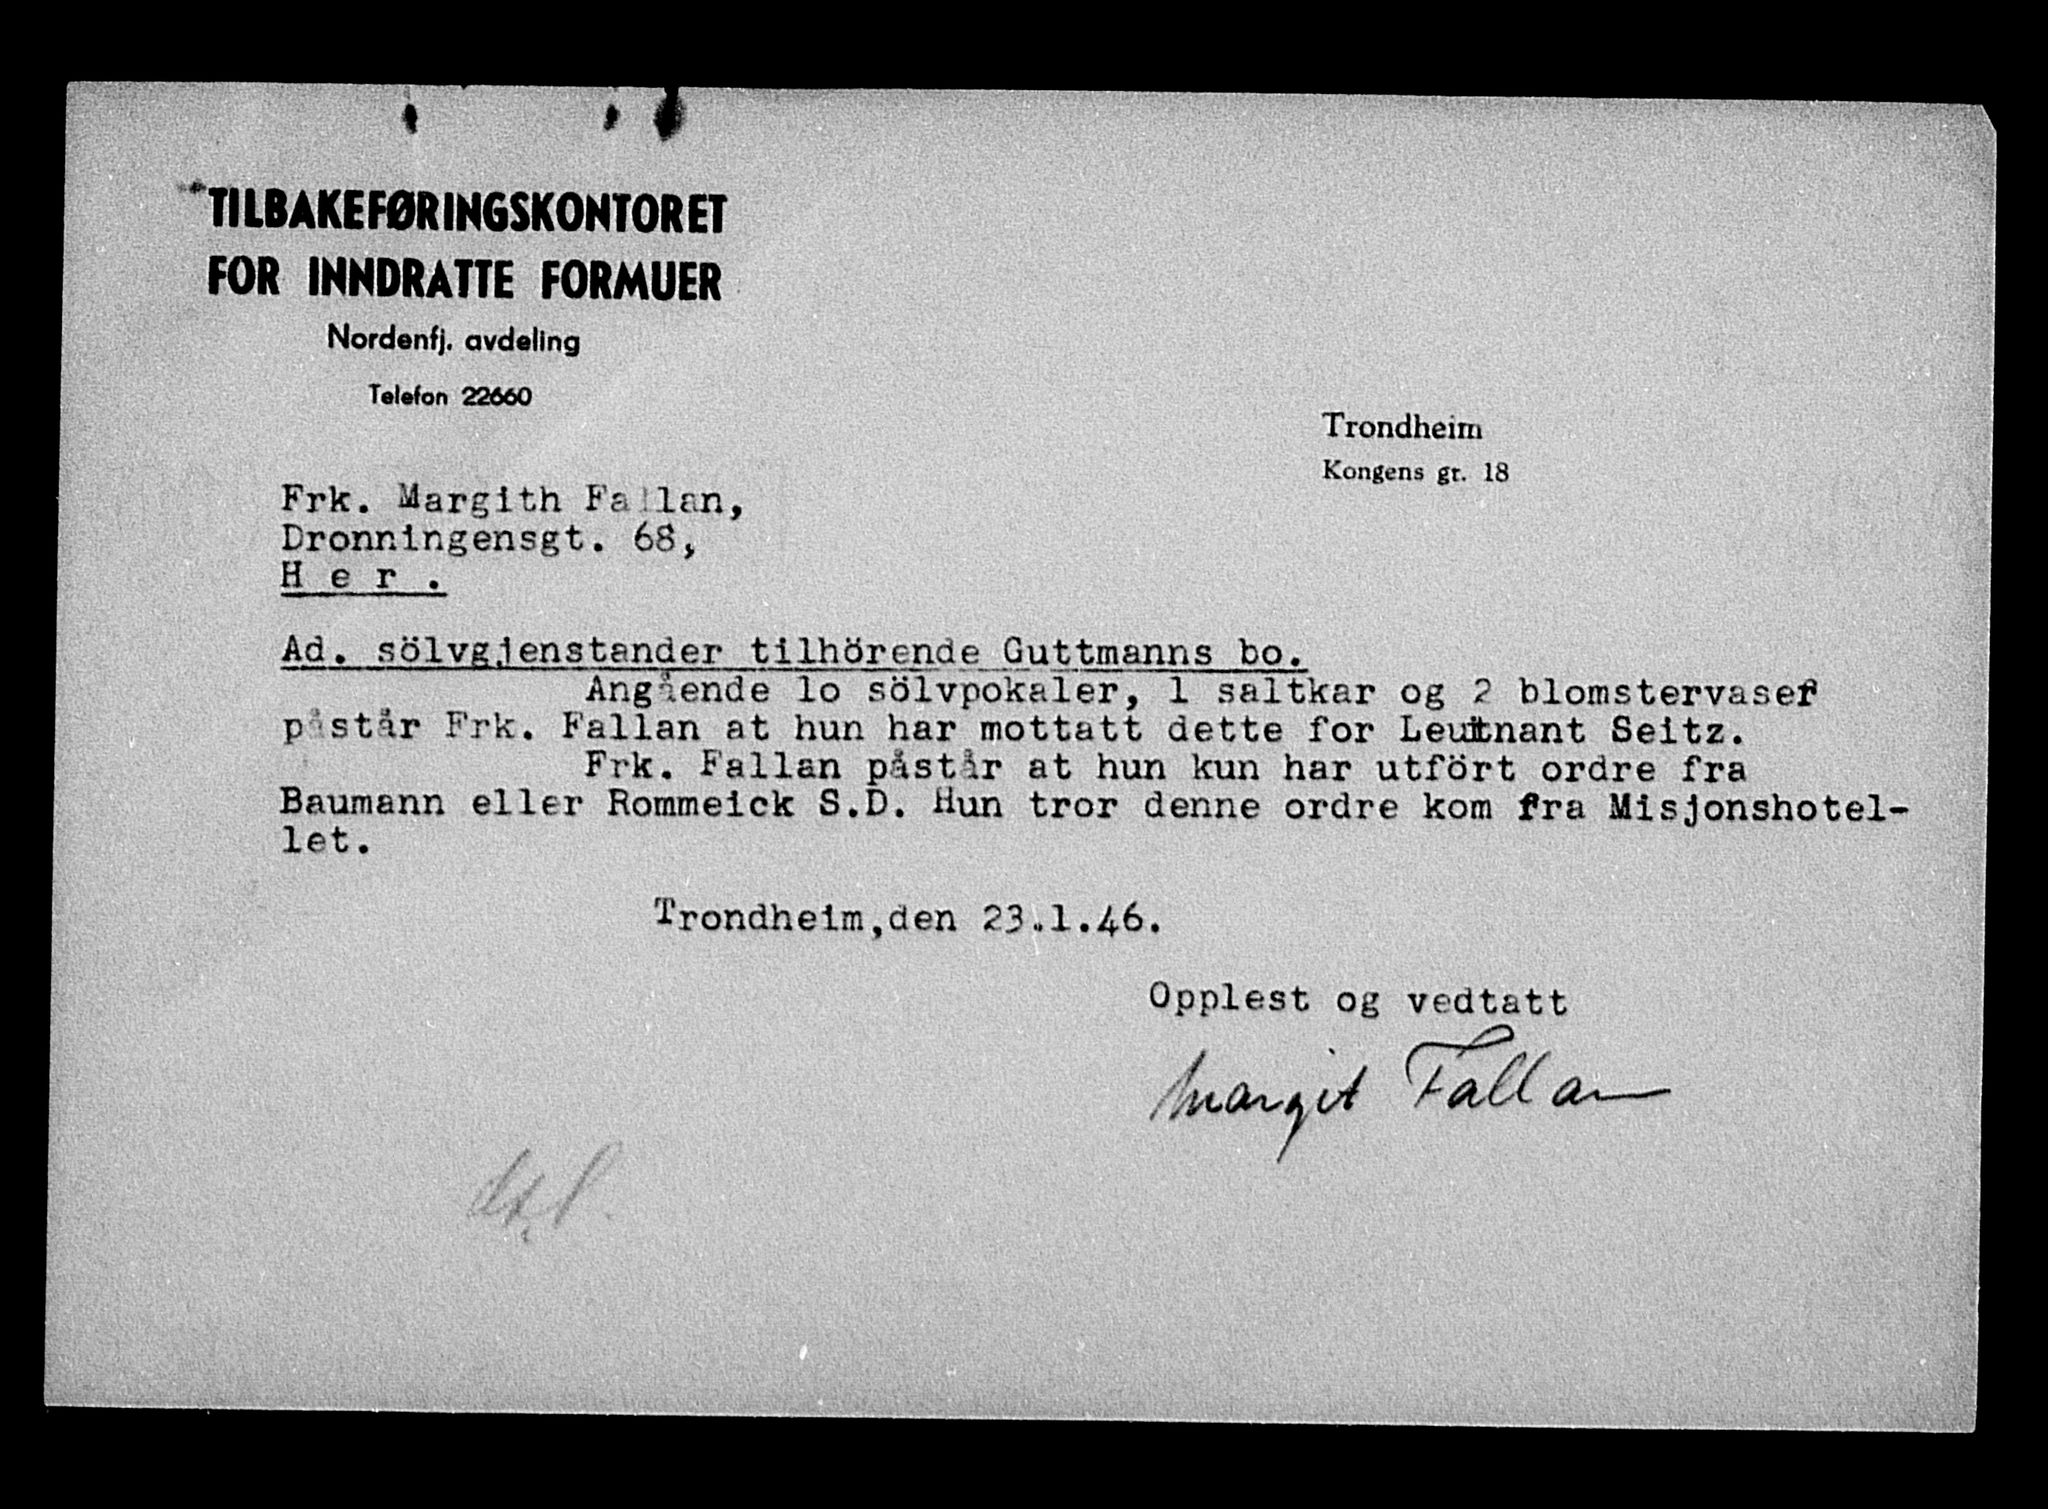 TILBAKEFØRINGSKONTORET
FOR INNDRATTE FORMUER
Nordenfj. avdeling
Telefon 22660
Trondheim
Kongens gt. 18
Frk. Margith Fallan,
Dronningensgt. 68,
H e r .
Ad. sölvgjenstander tilhörende Guttmanns bo.
Angående lo sölvpokaler, 1 saltkar og 2 blomstervaser
påstår Frk. Fallan at hun har mottatt dette for Leutnant Seitz.
Frk. Fallan påstår at hun kun har utfört ordre fra
Baumann eller Rommeick S.D. Hun tror denne ordre kom fra Misjonshotel-
let.
Trondheim,den 23.1.46.
Opplest og vedtatt
Margit Fallan